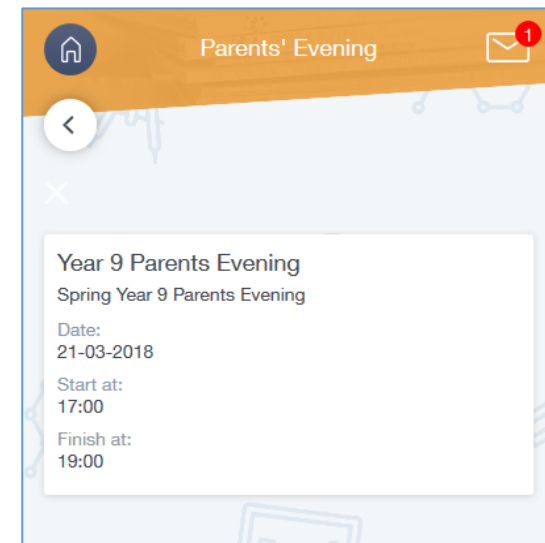 Parents' Evening
1
Year 9 Parents Evening
Spring Year 9 Parents Evening
Date:
21-03-2018
Start at:
17:00
Finish at:
19:00